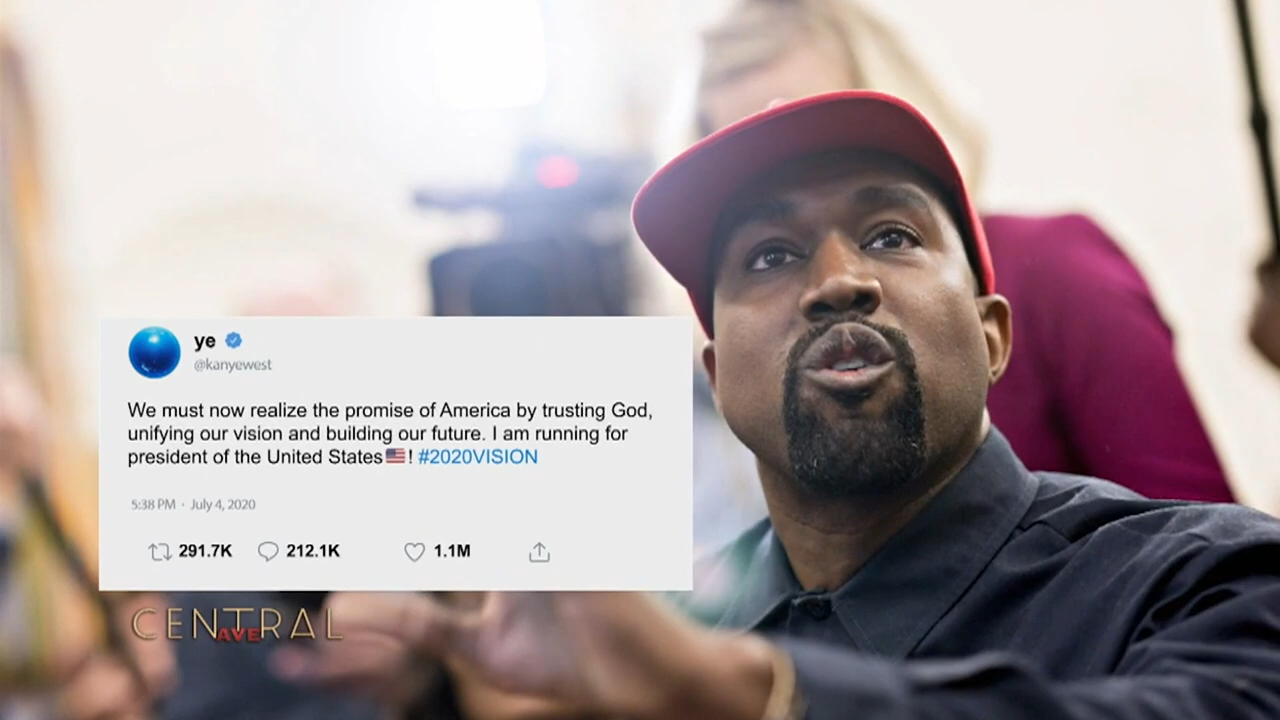 ye
@kanyewest
We must now realize the promise of America by trusting God,
unifying our vision and building our future. I am running for
president of the United States🇺🇸! #2020VISION
5:38 PM · July 4, 2020
291.7K 212.1K 1.1M
CENTRAL
AVE